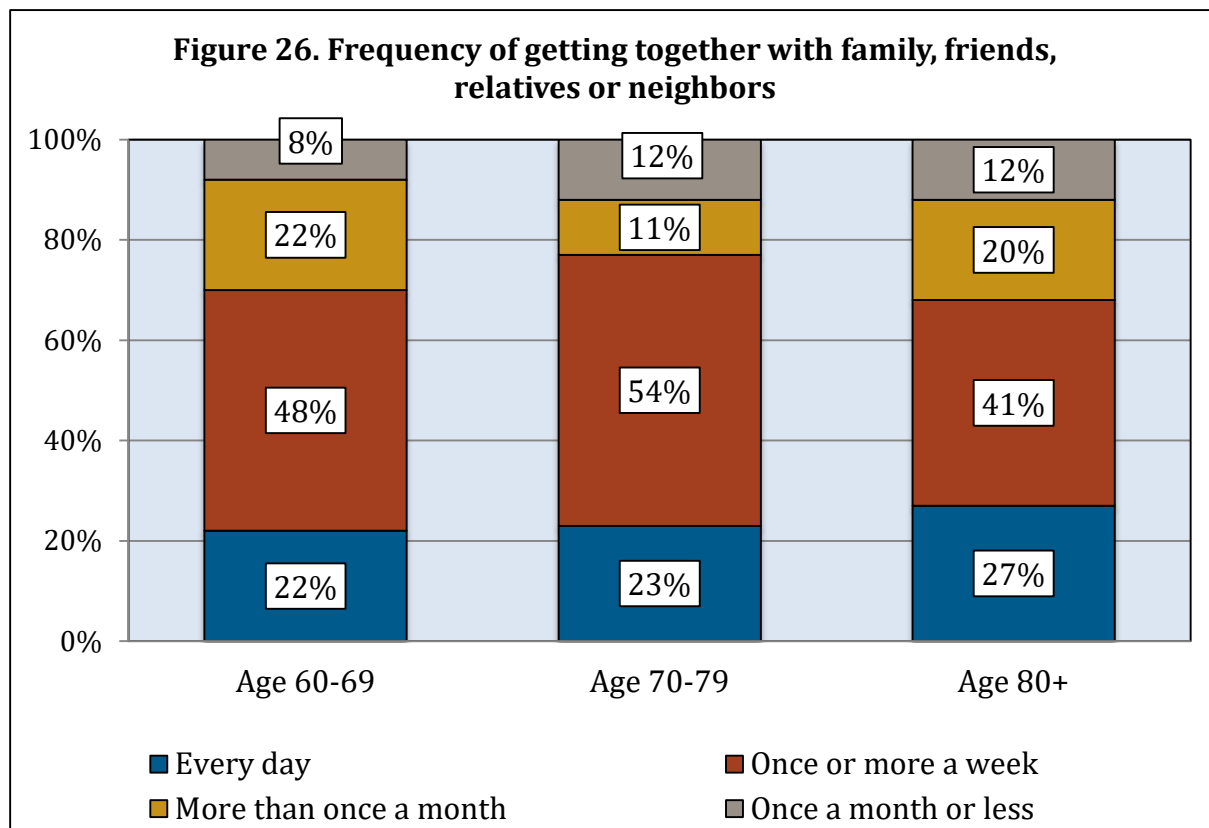 Figure 26. Frequency of getting together with family, friends,
relatives or neighbors
100%
80%
60%
40%
20%
0%
8%
12%
12%
22%
11%
20%
48%
54%
41%
22%
23%
27%
Age 60-69
Age 70-79
Age 80+
Every day
Once or more a week
More than once a month
Once a month or less